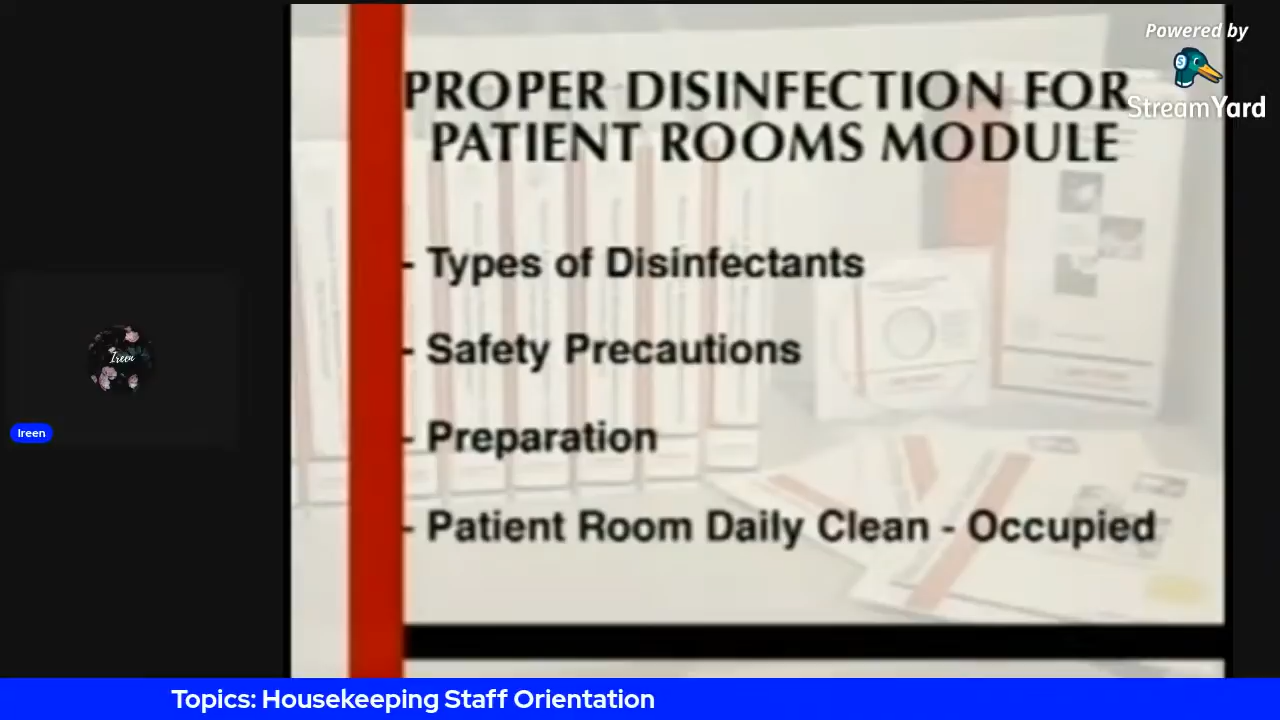 Powered by
StreamYard
PROPER DISINFECTION FOR
PATIENT ROOMS MODULE
- Types of Disinfectants
- Safety Precautions
- Preparation
- Patient Room Daily Clean - Occupied
Ireen
Ireen
Topics: Housekeeping Staff Orientation